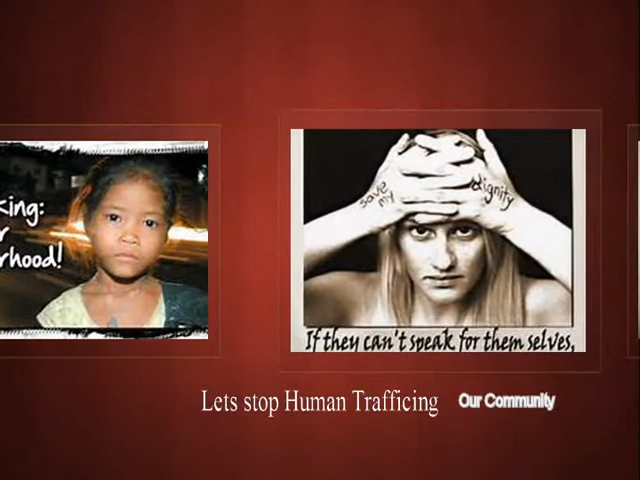 king:
r
rhood!
save
my
dignity
If they can't speak for them selves,
Lets stop Human Trafficing
Our Community